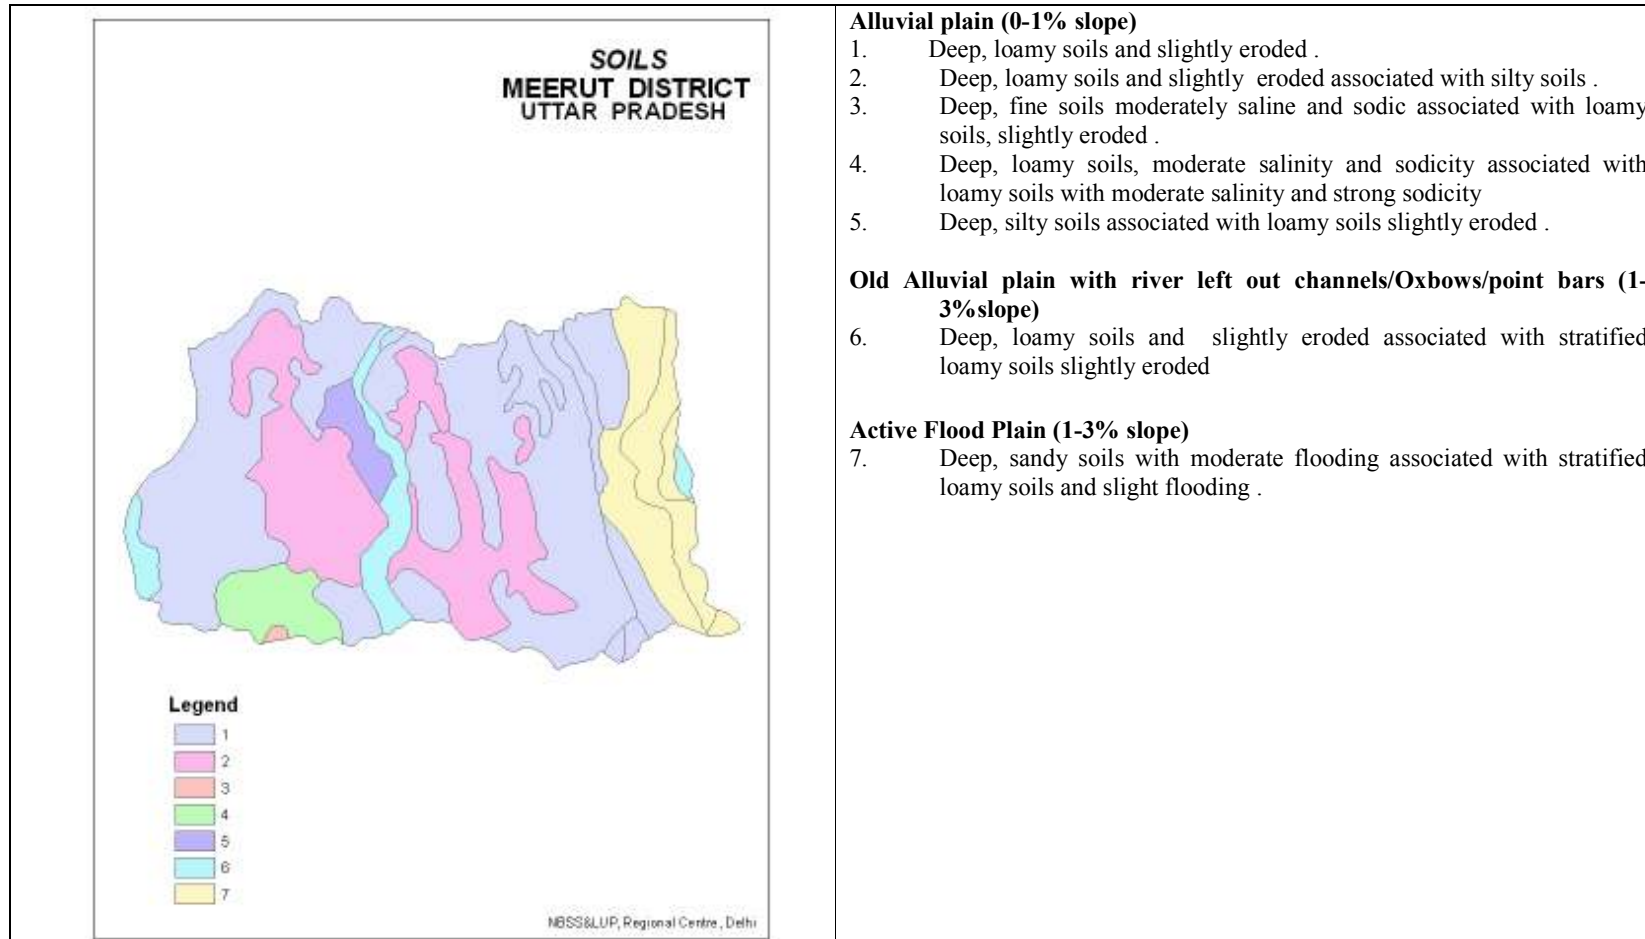 SOILS
MEERUT DISTRICT
UTTAR PRADESH
Legend
1
2
3
4
5
6
7
NBSS&LUP, Regional Centre, Delhi
Alluvial plain (0-1% slope)
1. Deep, loamy soils and slightly eroded .
2. Deep, loamy soils and slightly eroded associated with silty soils .
3. Deep, fine soils moderately saline and sodic associated with loamy
soils, slightly eroded .
4. Deep, loamy soils, moderate salinity and sodicity associated with
loamy soils with moderate salinity and strong sodicity
5. Deep, silty soils associated with loamy soils slightly eroded .
Old Alluvial plain with river left out channels/Oxbows/point bars (1-
3%slope)
6. Deep, loamy soils and slightly eroded associated with stratified
loamy soils slightly eroded
Active Flood Plain (1-3% slope)
7. Deep, sandy soils with moderate flooding associated with stratified
loamy soils and slight flooding .